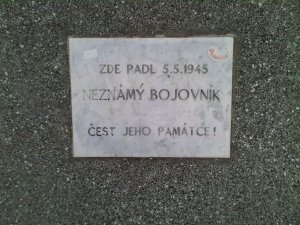 ZDE PADL 5.5.1945
NEZNÁMÝ BOJOVNÍK
ČEST JEHO PAMÁTCE!